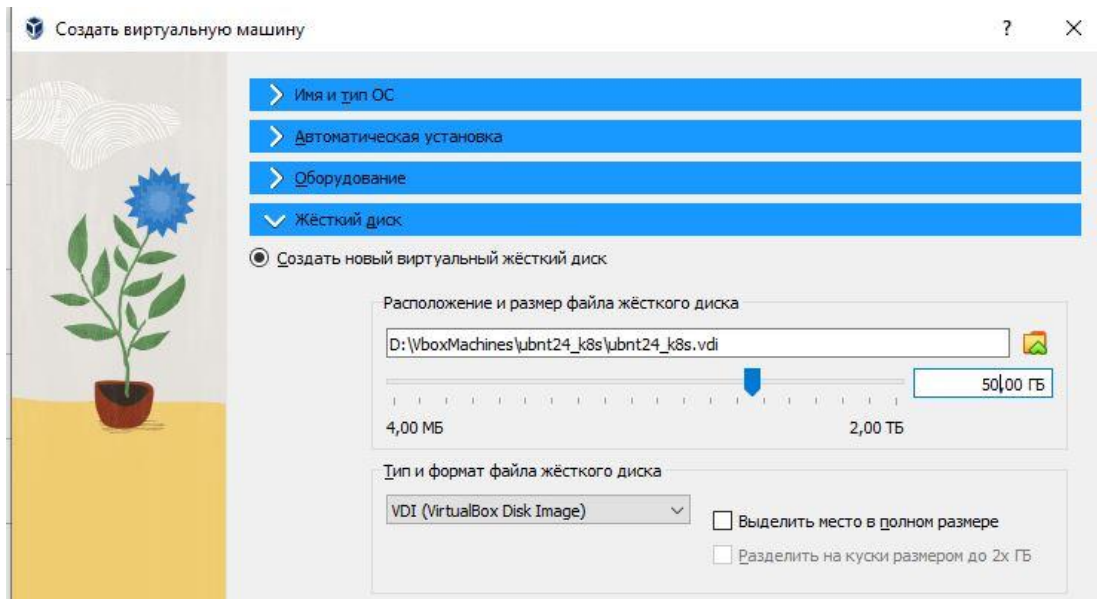 Создать виртуальную машину ? ×
Имя и тип ОС
Автоматическая установка
Оборудование
Жёсткий диск
Создать новый виртуальный жёсткий диск
Расположение и размер файла жёсткого диска
D:\VboxMachines\ubnt24_k8s\ubnt24_k8s.vdi
50,00 ГБ
4,00 МБ 2,00 ТБ
Тип и формат файла жёсткого диска
VDI (VirtualBox Disk Image)
Выделить место в полном размере
Разделить на куски размером до 2х ГБ